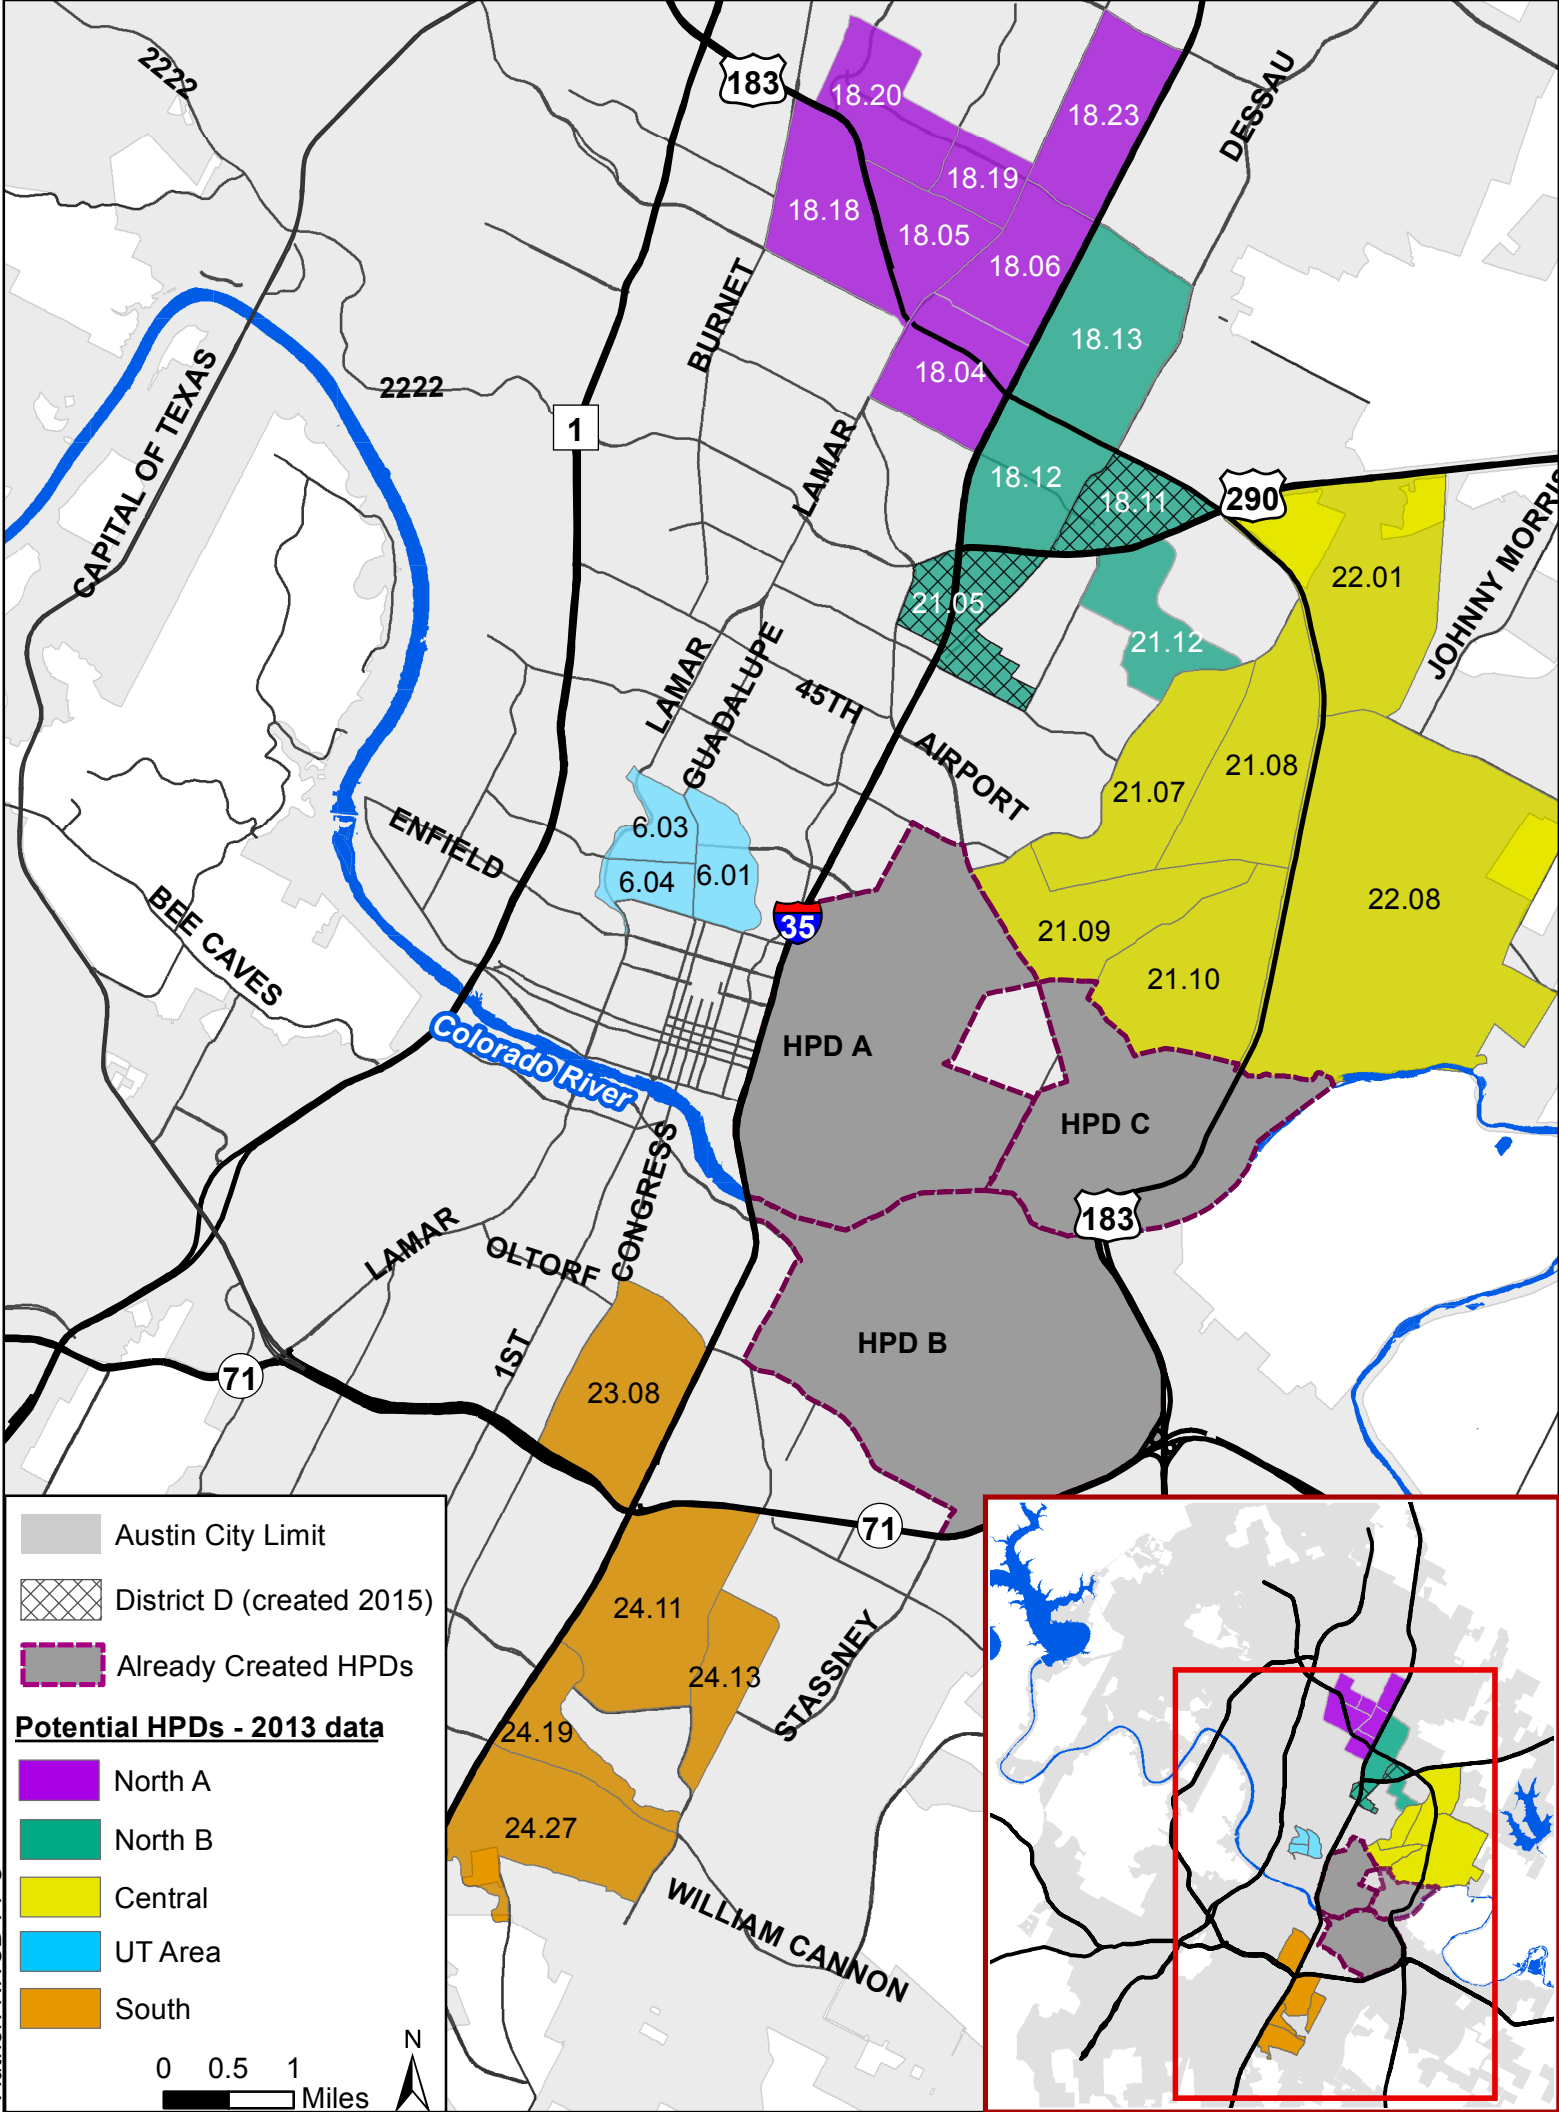 2222
183
18.20
18.23
DESSAU
18.19
18.18
18.05
18.06
BURNET
18.13
CAPITAL OF TEXAS
2222
18.04
1
LAMAR
18.12
18.11
290
JOHNNY MORRIS
22.01
21.05
21.12
LAMAR
GUADALUPE
45TH
AIRPORT
21.08
21.07
ENFIELD
6.03
6.04
6.01
22.08
BEE CAVES
35
21.09
21.10
Colorado River
HPD A
HPD C
CONGRESS
183
LAMAR
OLTORF
HPD B
1ST
71
23.08
71
24.11
24.13
STASSNEY
24.19
24.27
WILLIAM CANNON
Austin City Limit
District D (created 2015)
Already Created HPDs
Potential HPDs - 2013 data
North A
North B
Central
UT Area
South
0 0.5 1
Miles
N